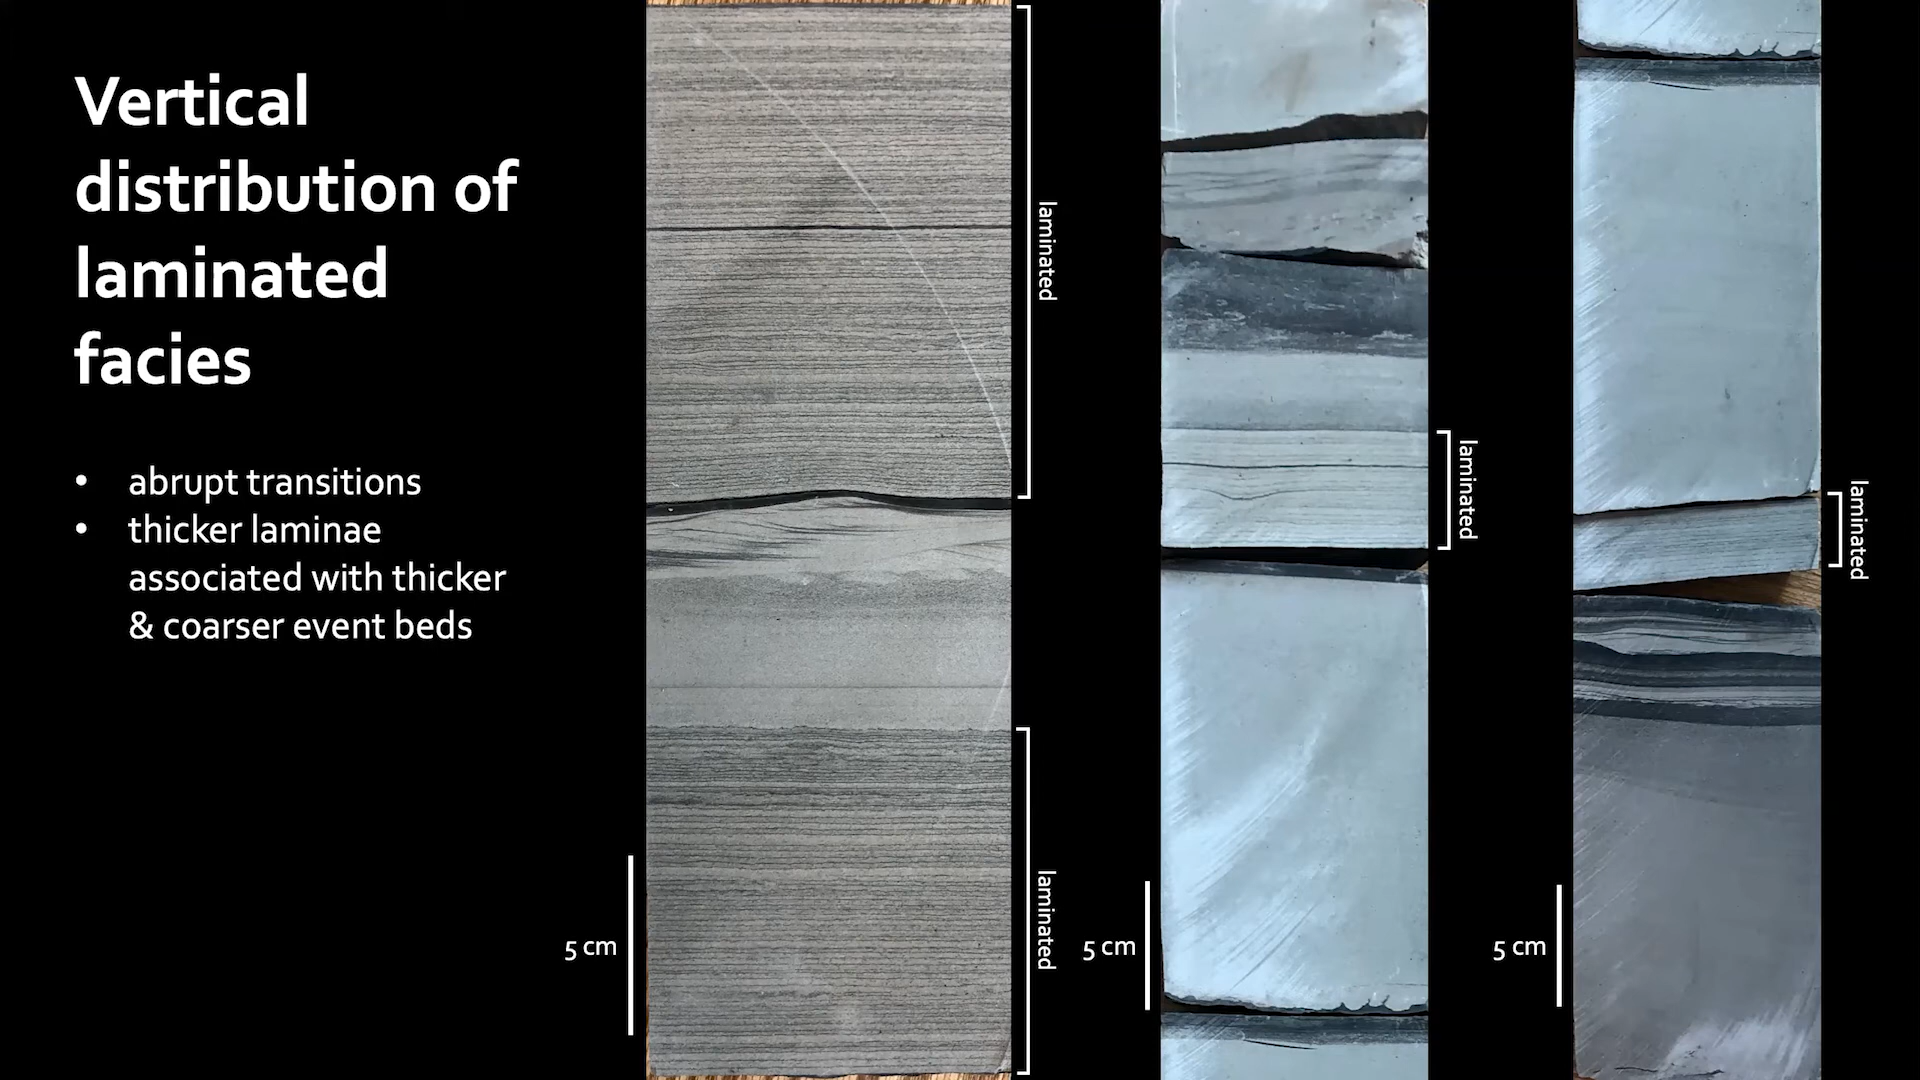 Vertical
distribution of
laminated
facies
• abrupt transitions
• thicker laminae
associated with thicker
& coarser event beds
laminated
laminated
5 cm
laminated
5 cm
laminated
5 cm